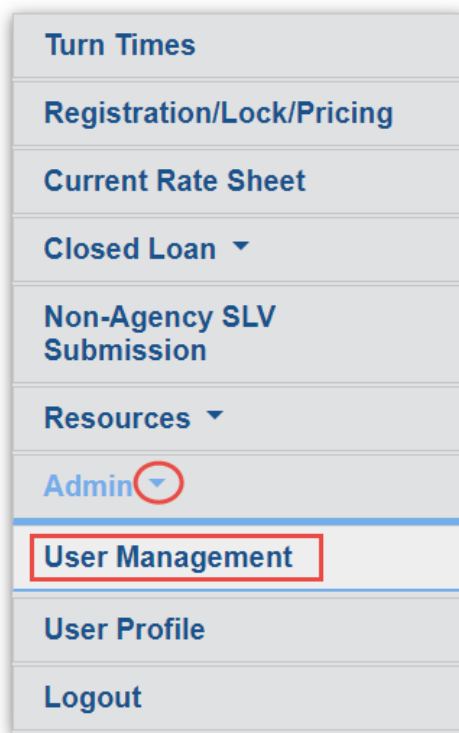 Turn Times
Registration/Lock/Pricing
Current Rate Sheet
Closed Loan
Non-Agency SLV
Submission
Resources
Admin
User Management
User Profile
Logout